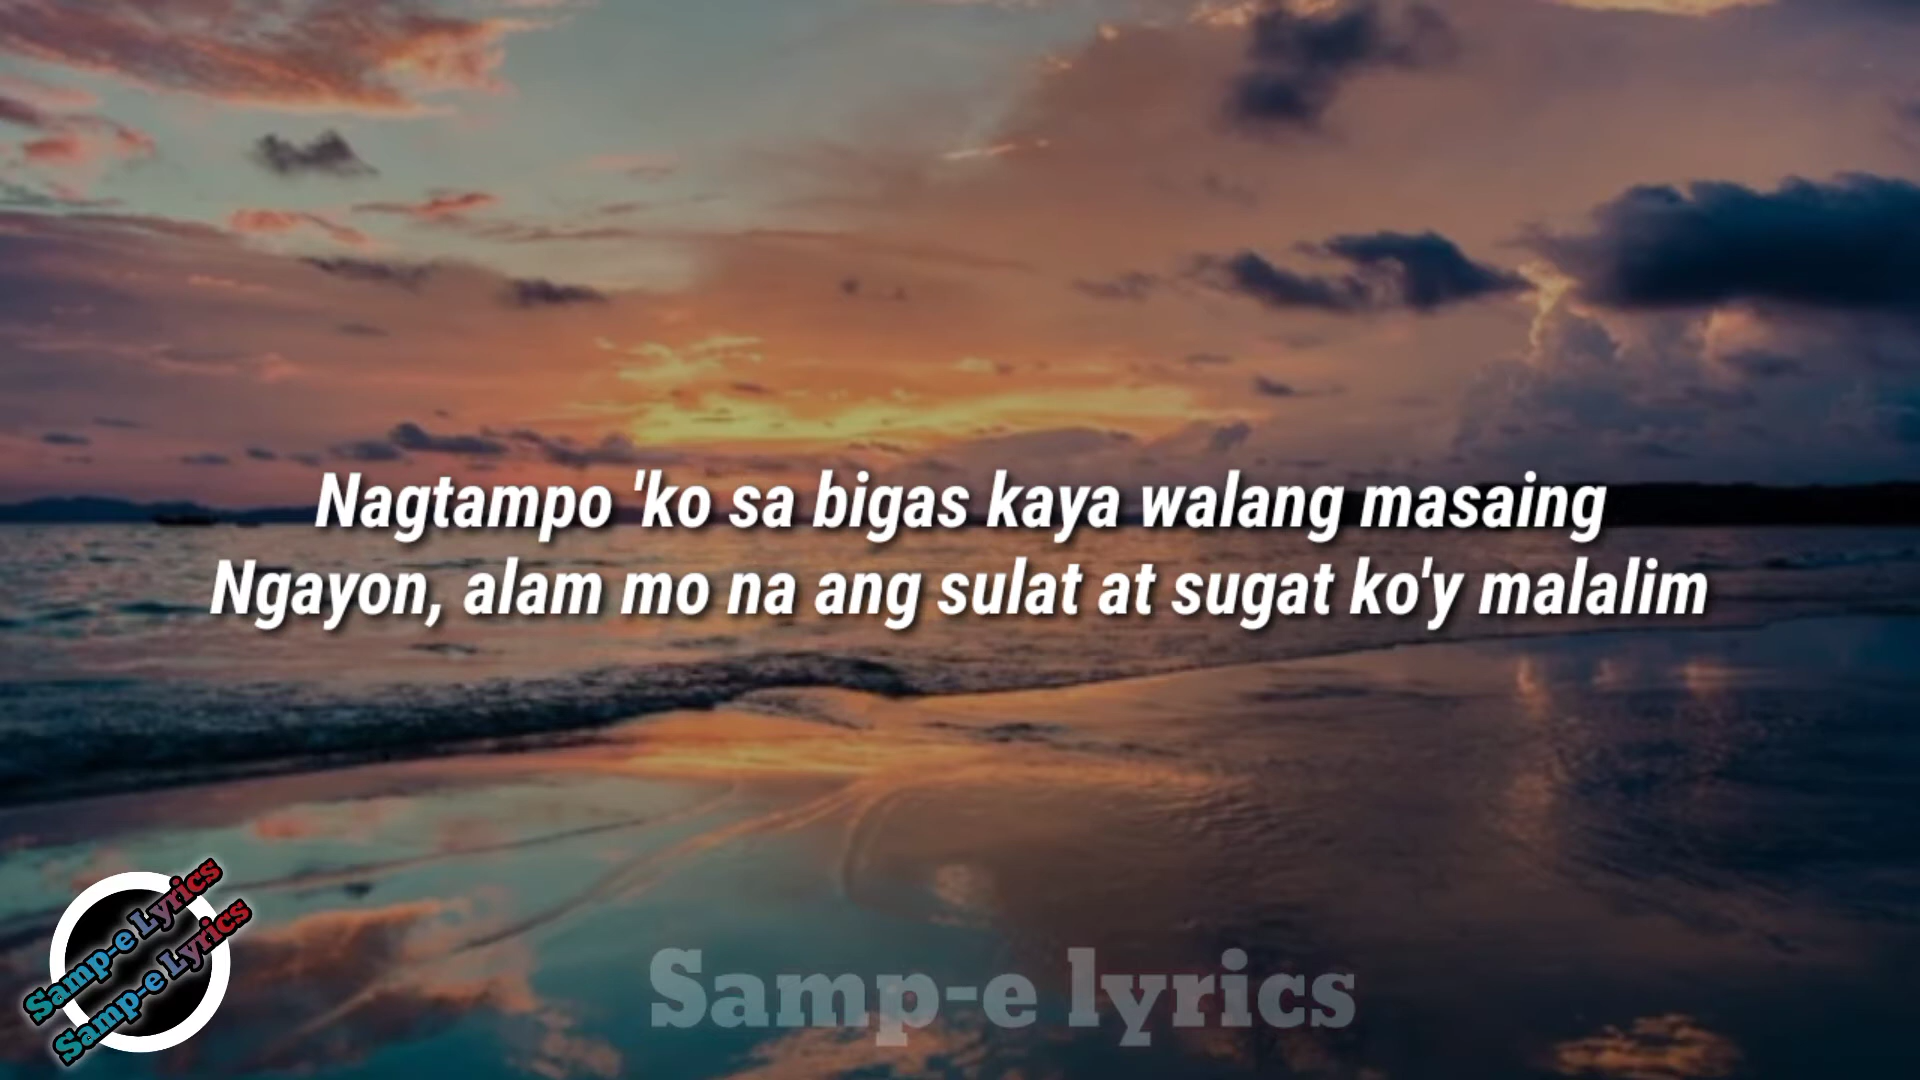 Nagtampo 'ko sa bigas kaya walang masaing
Ngayon, alam mo na ang sulat at sugat ko'y malalim
Samp-e Lyrics
Samp-e Lyrics
Samp-e lyrics